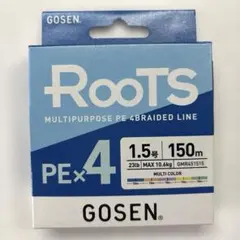 GOSEN
ROOTS
MULTIPURPOSE PE 4BRAIDED LINE
PE×4
1.5号 150m
23lb MAX 10.4kg
MULTI COLOR
GOSEN®